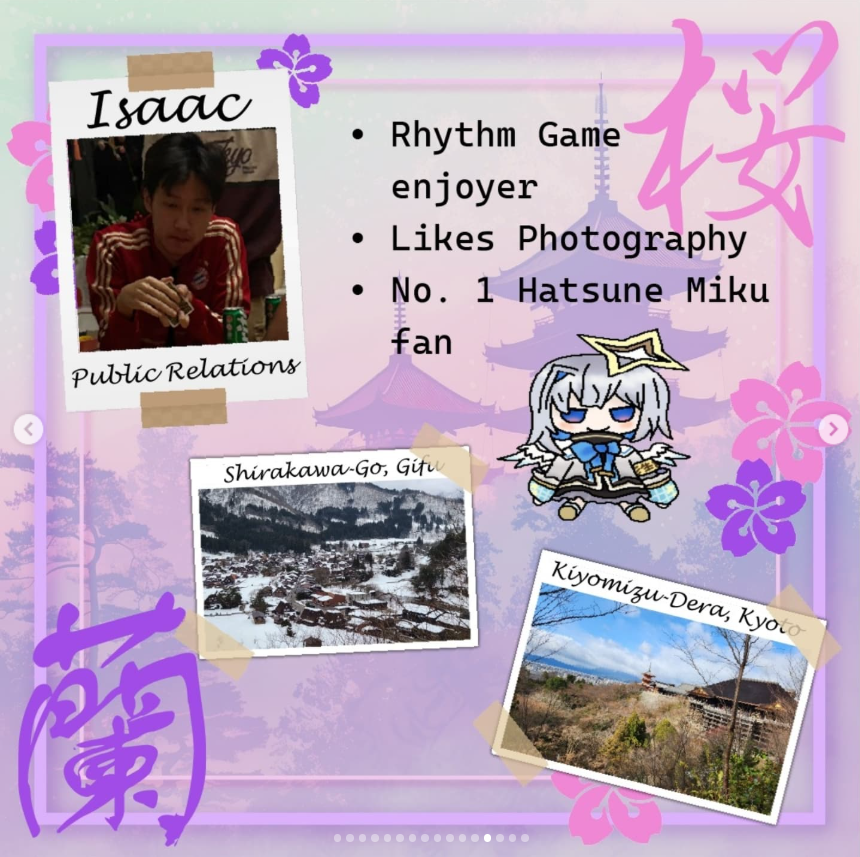 Isaac
Public Relations
• Rhythm Game
enjoyer
• Likes Photography
• No. 1 Hatsune Miku
fan
桜
Shirakawa-Go, Gifu
Kiyomizu-Dera, Kyoto
蘭